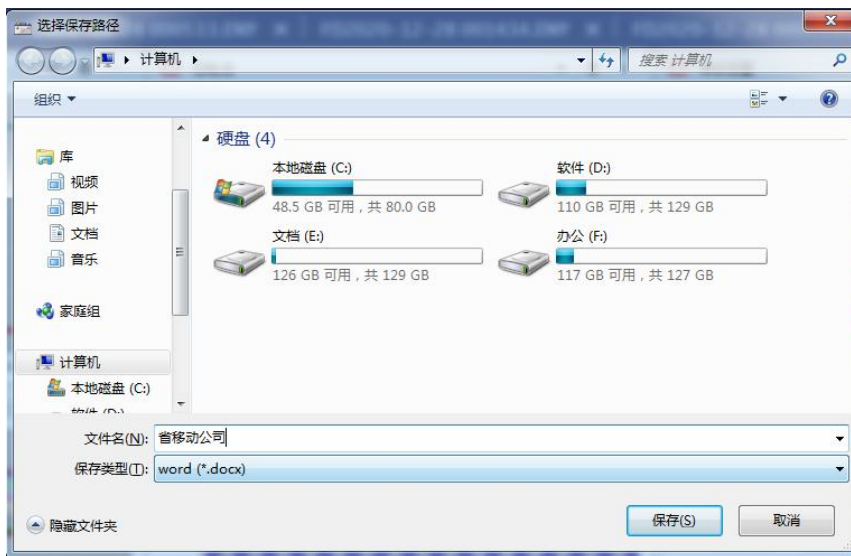 选择保存路径
计算机
搜索 计算机
组织
库
视频
图片
文档
音乐
家庭组
计算机
本地磁盘 (C:)
软件 (D:)
硬盘 (4)
本地磁盘 (C:)
48.5 GB 可用，共 80.0 GB
软件 (D:)
110 GB 可用，共 129 GB
文档 (E:)
126 GB 可用，共 129 GB
办公 (F:)
117 GB 可用，共 127 GB
文件名(N): 省移动公司
保存类型(T): word (*.docx)
隐藏文件夹
保存(S)
取消